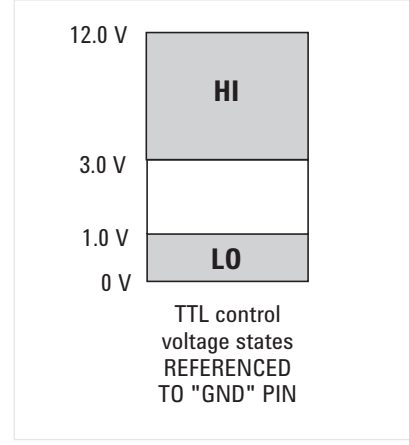 12.0 V
HI
3.0 V
1.0 V
LO
0 V
TTL control
voltage states
REFERENCED
TO "GND" PIN